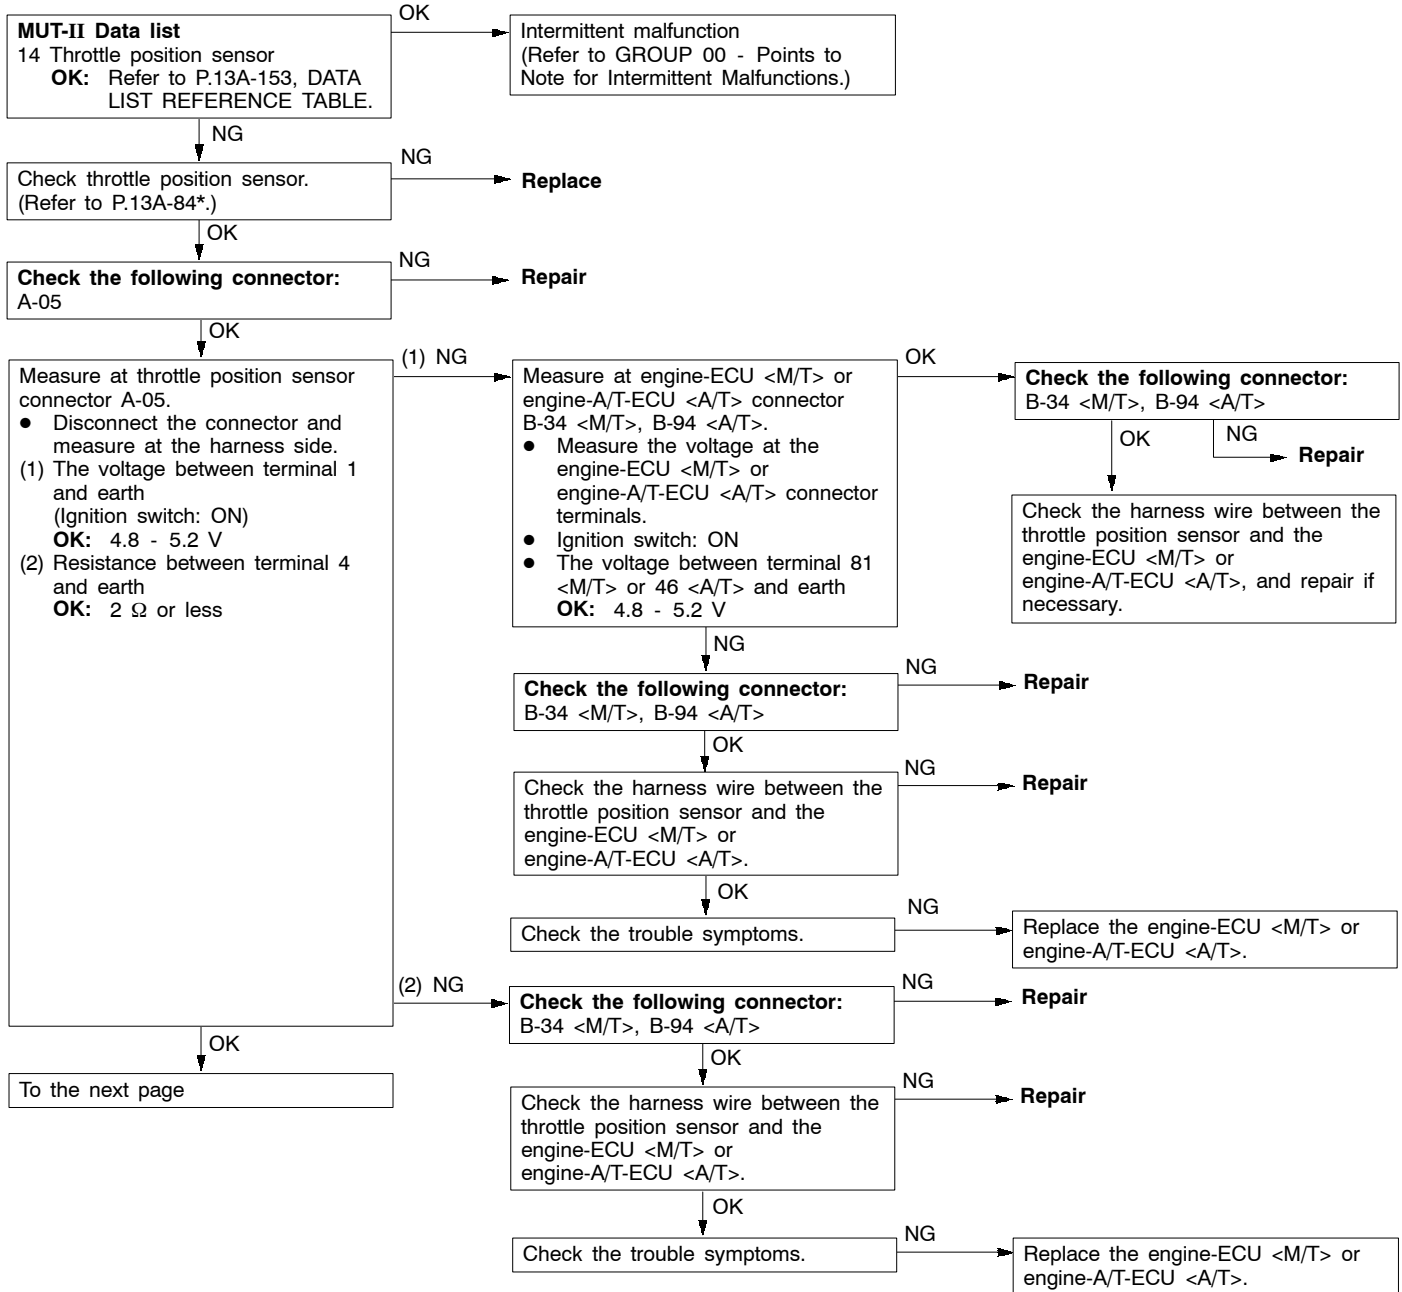 MUT-II Data list
14 Throttle position sensor
OK: Refer to P.13A-153, DATA
LIST REFERENCE TABLE.
OK
Intermittent malfunction
(Refer to GROUP 00 - Points to
Note for Intermittent Malfunctions.)
NG
Check throttle position sensor.
(Refer to P.13A-84*.)
NG
Replace
OK
Check the following connector:
A-05
NG
Repair
OK
Measure at throttle position sensor
connector A-05.
● Disconnect the connector and
measure at the harness side.
(1) The voltage between terminal 1
and earth
(Ignition switch: ON)
OK: 4.8 - 5.2 V
(2) Resistance between terminal 4
and earth
OK: 2 Ω or less
(1) NG
Measure at engine-ECU <M/T> or
engine-A/T-ECU <A/T> connector
B-34 <M/T>, B-94 <A/T>.
● Measure the voltage at the
engine-ECU <M/T> or
engine-A/T-ECU <A/T> connector
terminals.
● Ignition switch: ON
● The voltage between terminal 81
<M/T> or 46 <A/T> and earth
OK: 4.8 - 5.2 V
OK
Check the following connector:
B-34 <M/T>, B-94 <A/T>
OK
NG
Repair
Check the harness wire between the
throttle position sensor and the
engine-ECU <M/T> or
engine-A/T-ECU <A/T>, and repair if
necessary.
NG
Check the following connector:
B-34 <M/T>, B-94 <A/T>
NG
Repair
OK
Check the harness wire between the
throttle position sensor and the
engine-ECU <M/T> or
engine-A/T-ECU <A/T>.
NG
Repair
OK
Check the trouble symptoms.
NG
Replace the engine-ECU <M/T> or
engine-A/T-ECU <A/T>.
(2) NG
Check the following connector:
B-34 <M/T>, B-94 <A/T>
NG
Repair
OK
To the next page
OK
Check the harness wire between the
throttle position sensor and the
engine-ECU <M/T> or
engine-A/T-ECU <A/T>.
NG
Repair
OK
Check the trouble symptoms.
NG
Replace the engine-ECU <M/T> or
engine-A/T-ECU <A/T>.